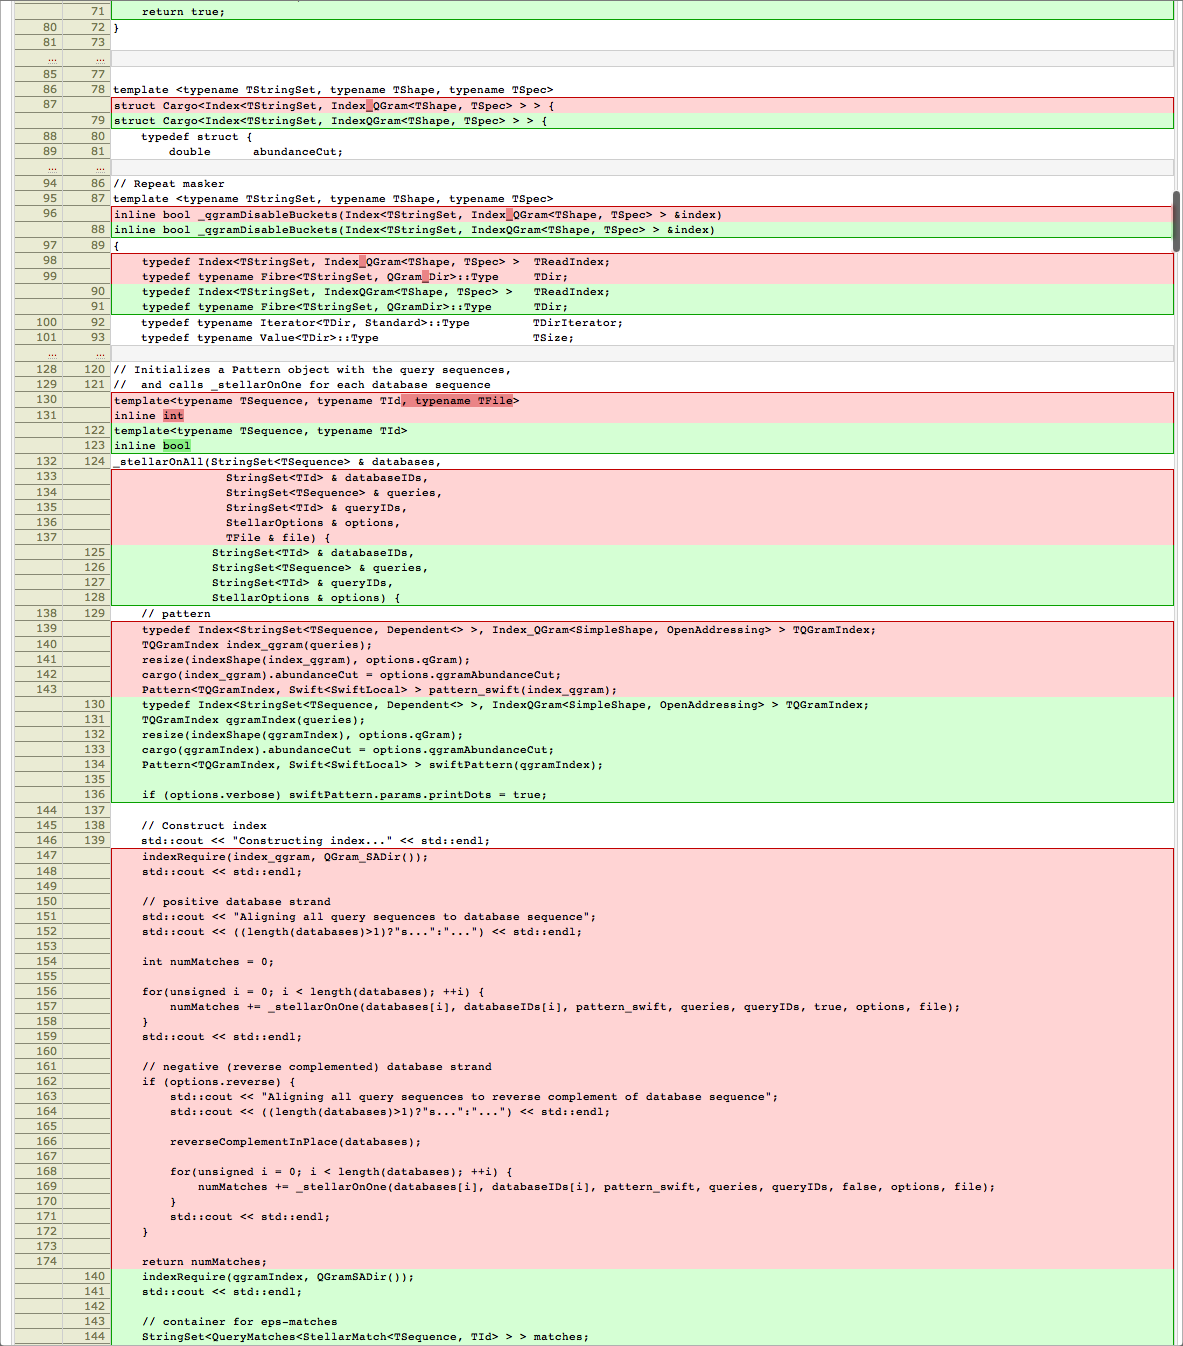 71 return true;
80 72 }
81 73
... ...
85 77
86 78 template <typename TStringSet, typename TShape, typename TSpec>
87 struct Cargo<Index<TStringSet, Index_QGram<TShape, TSpec> > > {
79 struct Cargo<Index<TStringSet, IndexQGram<TShape, TSpec> > > {
88 80 typedef struct {
89 81 double abundanceCut;
... ...
94 86 // Repeat masker
95 87 template <typename TStringSet, typename TShape, typename TSpec>
96 inline bool _qgramDisableBuckets(Index<TStringSet, Index_QGram<TShape, TSpec> > &index)
88 inline bool _qgramDisableBuckets(Index<TStringSet, IndexQGram<TShape, TSpec> > &index)
97 89 {
98 typedef Index<TStringSet, Index_QGram<TShape, TSpec> > TReadIndex;
99 typedef typename Fibre<TStringSet, QGram_Dir>::Type TDir;
90 typedef Index<TStringSet, IndexQGram<TShape, TSpec> > TReadIndex;
91 typedef typename Fibre<TStringSet, QGramDir>::Type TDir;
100 92 typedef typename Iterator<TDir, Standard>::Type TDirIterator;
101 93 typedef typename Value<TDir>::Type TSize;
... ...
128 120 // Initializes a Pattern object with the query sequences,
129 121 // and calls _stellarOnOne for each database sequence
130 template<typename TSequence, typename TId, typename TFile>
131 inline int
122 template<typename TSequence, typename TId>
123 inline bool
132 124 _stellarOnAll(StringSet<TSequence> & databases,
133 StringSet<TId> & databaseIDs,
134 StringSet<TSequence> & queries,
135 StringSet<TId> & queryIDs,
136 StellarOptions & options,
137 TFile & file) {
125 StringSet<TId> & databaseIDs,
126 StringSet<TSequence> & queries,
127 StringSet<TId> & queryIDs,
128 StellarOptions & options) {
138 129 // pattern
139 typedef Index<StringSet<TSequence, Dependent<> >, Index_QGram<SimpleShape, OpenAddressing> > TQGramIndex;
140 TQGramIndex index_qgram(queries);
141 resize(indexShape(index_qgram), options.qGram);
142 cargo(index_qgram).abundanceCut = options.qgramAbundanceCut;
143 Pattern<TQGramIndex, Swift<SwiftLocal> > pattern_swift(index_qgram);
130 typedef Index<StringSet<TSequence, Dependent<> >, IndexQGram<SimpleShape, OpenAddressing> > TQGramIndex;
131 TQGramIndex qgramIndex(queries);
132 resize(indexShape(qgramIndex), options.qGram);
133 cargo(qgramIndex).abundanceCut = options.qgramAbundanceCut;
134 Pattern<TQGramIndex, Swift<SwiftLocal> > swiftPattern(qgramIndex);
135
136 if (options.verbose) swiftPattern.params.printDots = true;
144 137
145 138 // Construct index
146 139 std::cout << "Constructing index..." << std::endl;
147 indexRequire(index_qgram, QGram_SADir());
148 std::cout << std::endl;
149
150 // positive database strand
151 std::cout << "Aligning all query sequences to database sequence";
152 std::cout << ((length(databases)>1)?"s...":"...") << std::endl;
153
154 int numMatches = 0;
155
156 for(unsigned i = 0; i < length(databases); ++i) {
157 numMatches += _stellarOnOne(databases[i], databaseIDs[i], pattern_swift, queries, queryIDs, true, options, file);
158 }
159 std::cout << std::endl;
160
161 // negative (reverse complemented) database strand
162 if (options.reverse) {
163 std::cout << "Aligning all query sequences to reverse complement of database sequence";
164 std::cout << ((length(databases)>1)?"s...":"...") << std::endl;
165
166 reverseComplementInPlace(databases);
167
168 for(unsigned i = 0; i < length(databases); ++i) {
169 numMatches += _stellarOnOne(databases[i], databaseIDs[i], pattern_swift, queries, queryIDs, false, options, file);
170 }
171 std::cout << std::endl;
172 }
173
174 return numMatches;
140 indexRequire(qgramIndex, QGramSADir());
141 std::cout << std::endl;
142
143 // container for eps-matches
144 StringSet<QueryMatches<StellarMatch<TSequence, TId> > > matches;